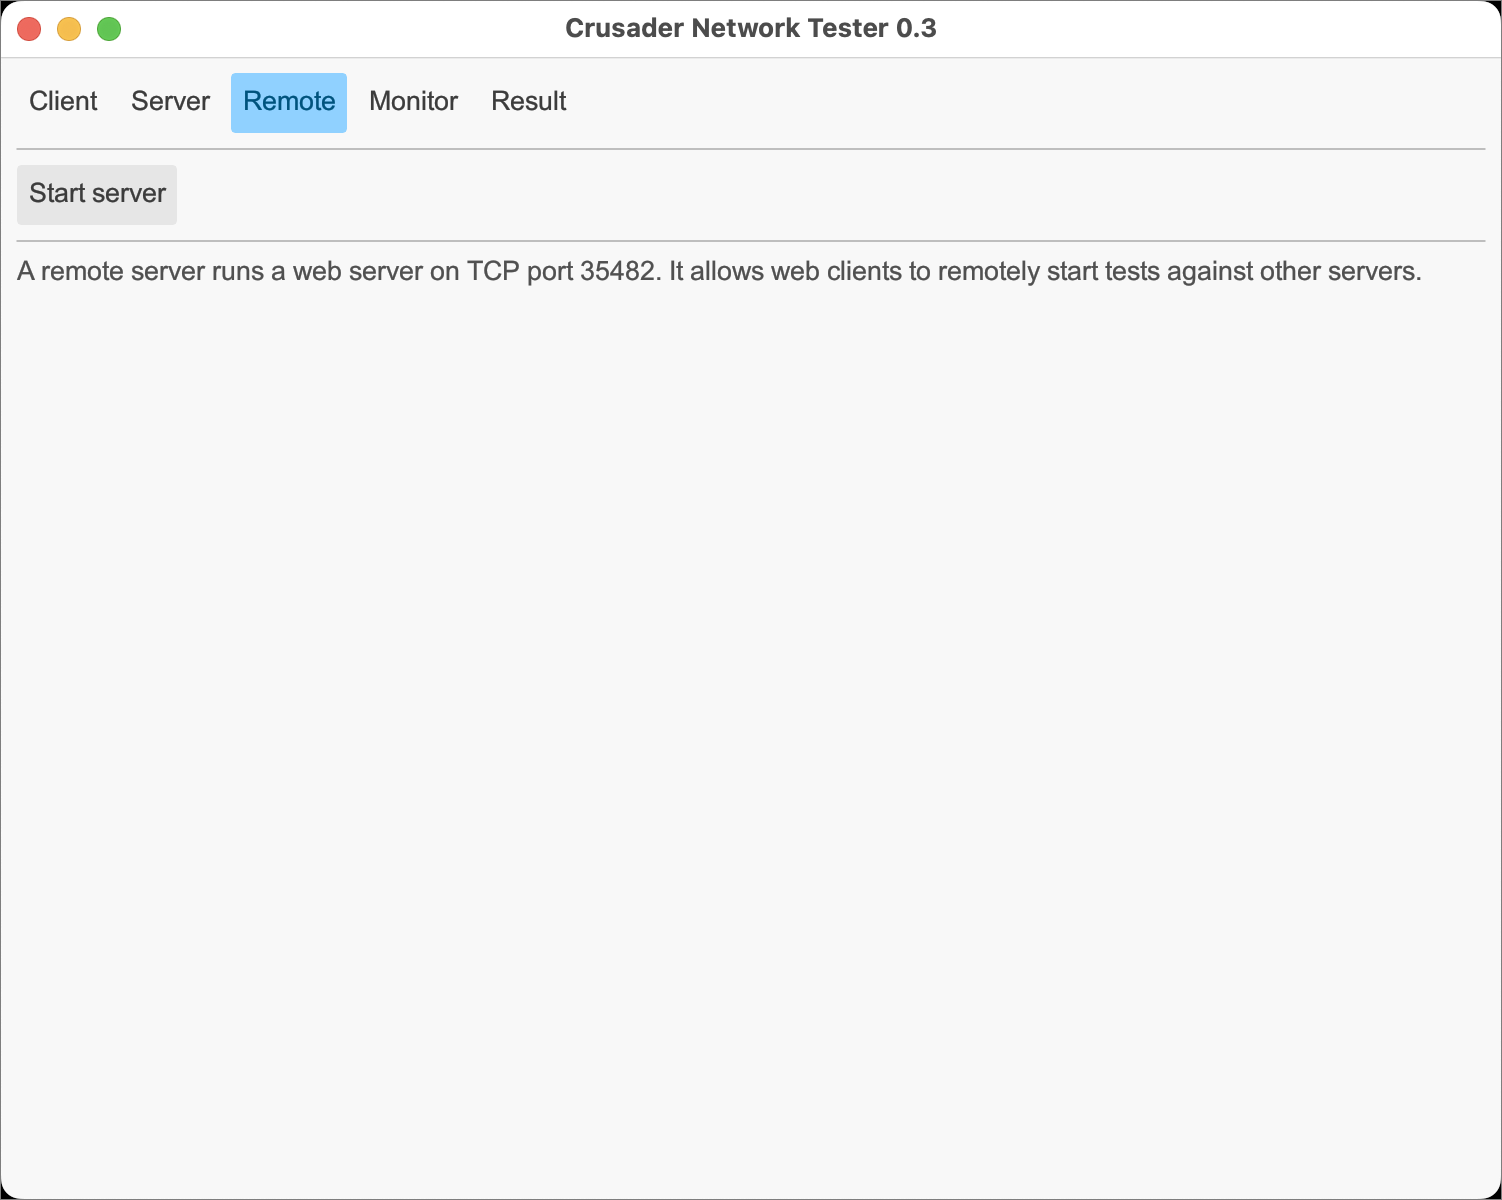 Crusader Network Tester 0.3
Client Server Remote Monitor Result
Start server
A remote server runs a web server on TCP port 35482. It allows web clients to remotely start tests against other servers.